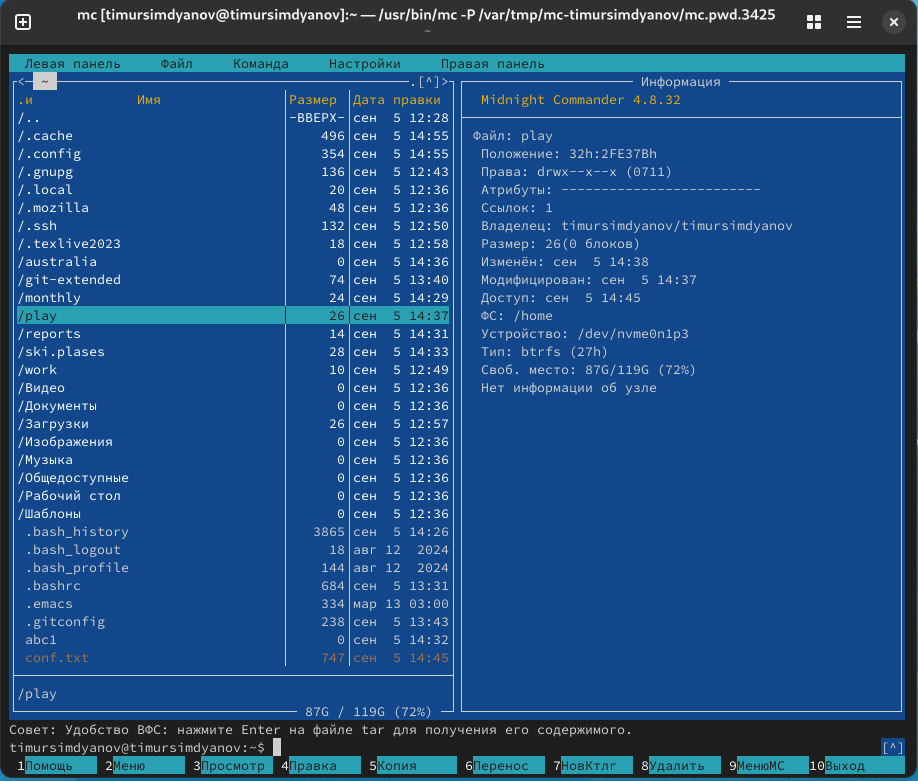 mc [timursimdyanov@timursimdyanov]:~ — /usr/bin/mc -P /var/tmp/mc-timursimdyanov/mc.pwd.3425
~
Левая панель Файл Команда Настройки Правая панель
<─ ~ .[^]>
.и Имя Размер Дата правки
/.. -ВВЕРХ- сен 5 12:28
/.cache 496 сен 5 14:55
/.config 354 сен 5 14:55
/.gnupg 136 сен 5 12:43
/.local 20 сен 5 12:36
/.mozilla 48 сен 5 12:36
/.ssh 132 сен 5 12:50
/.texlive2023 18 сен 5 12:58
/australia 0 сен 5 14:36
/git-extended 74 сен 5 13:40
/monthly 24 сен 5 14:29
/play 26 сен 5 14:37
/reports 14 сен 5 14:31
/ski.plases 28 сен 5 14:33
/work 10 сен 5 12:49
/Видео 0 сен 5 12:36
/Документы 0 сен 5 12:36
/Загрузки 26 сен 5 12:57
/Изображения 0 сен 5 12:36
/Музыка 0 сен 5 12:36
/Общедоступные 0 сен 5 12:36
/Рабочий стол 0 сен 5 12:36
/Шаблоны 0 сен 5 12:36
.bash_history 3865 сен 5 14:26
.bash_logout 18 авг 12 2024
.bash_profile 144 авг 12 2024
.bashrc 684 сен 5 13:31
.emacs 334 мар 13 03:00
.gitconfig 238 сен 5 13:43
abc1 0 сен 5 14:32
conf.txt 747 сен 5 14:45
/play
87G / 119G (72%)
Информация
Midnight Commander 4.8.32
Файл: play
Положение: 32h:2FE37Bh
Права: drwx--x--x (0711)
Атрибуты: -------------------------
Ссылок: 1
Владелец: timursimdyanov/timursimdyanov
Размер: 26(0 блоков)
Изменён: сен 5 14:38
Модифицирован: сен 5 14:37
Доступ: сен 5 14:45
ФС: /home
Устройство: /dev/nvme0n1p3
Тип: btrfs (27h)
Своб. место: 87G/119G (72%)
Нет информации об узле
Совет: Удобство ВФС: нажмите Enter на файле tar для получения его содержимого.
timursimdyanov@timursimdyanov:~$ [^]
1Помощь 2Меню 3Просмотр 4Правка 5Копия 6Перенос 7НовКтлг 8Удалить 9МенюМС 10Выход